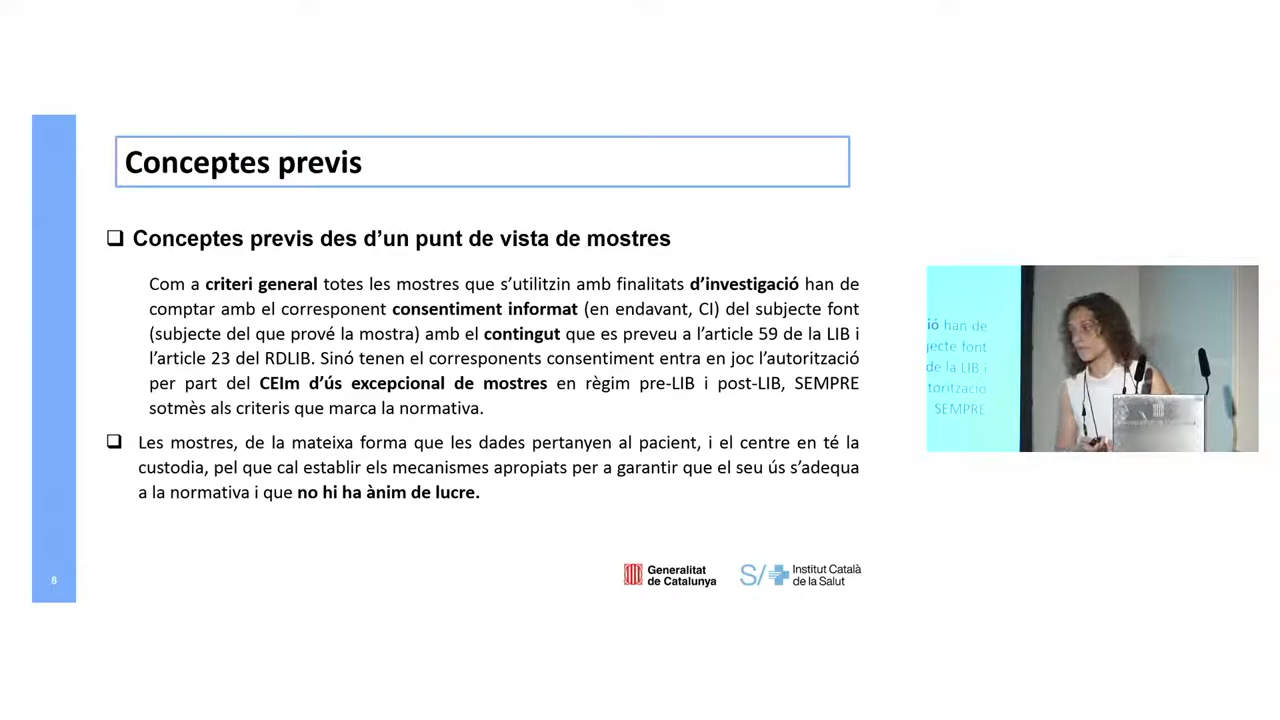 Conceptes previs
❑ Conceptes previs des d’un punt de vista de mostres
Com a criteri general totes les mostres que s’utilitzin amb finalitats d’investigació han de
comptar amb el corresponent consentiment informat (en endavant, CI) del subjecte font
(subjecte del que prové la mostra) amb el contingut que es preveu a l’article 59 de la LIB i
l’article 23 del RDLIB. Sinó tenen el corresponents consentiment entra en joc l’autorització
per part del CEIm d’ús excepcional de mostres en règim pre-LIB i post-LIB, SEMPRE
sotmès als criteris que marca la normativa.
❑ Les mostres, de la mateixa forma que les dades pertanyen al pacient, i el centre en té la
custodia, pel que cal establir els mecanismes apropiats per a garantir que el seu ús s’adequa
a la normativa i que no hi ha ànim de lucre.
8
Generalitat
de Catalunya
S/
Institut Català
de la Salut
ió han de
jecte font
de la LIB i
torització
SEMPRE